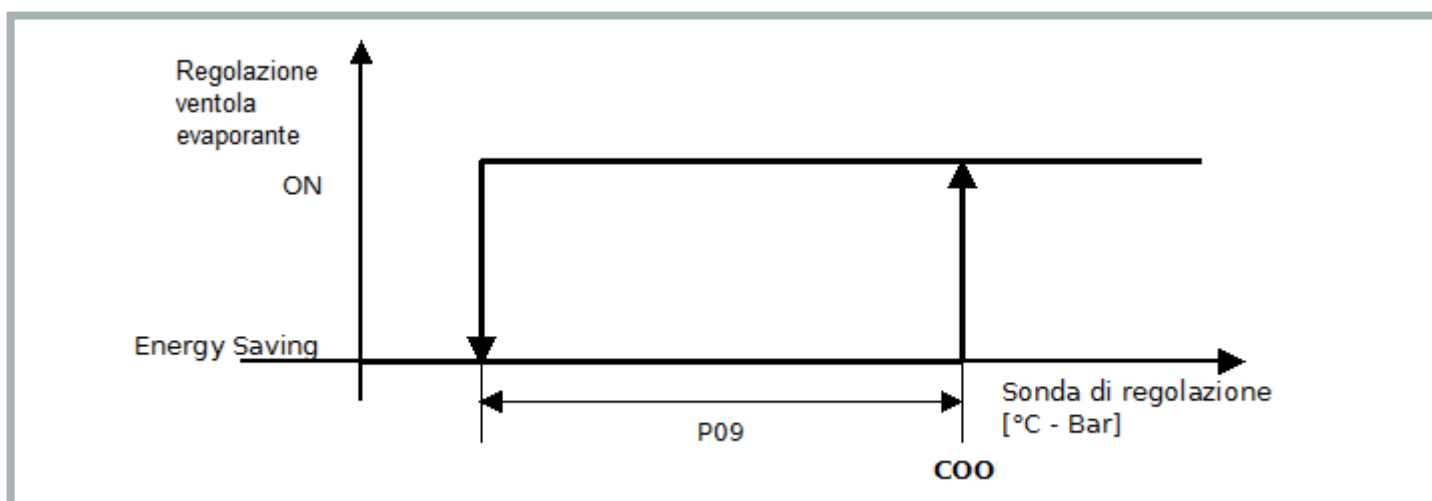 Regolazione
ventola
evaporante
ON
Energy Saving
Sonda di regolazione
[°C - Bar]
P09
COO